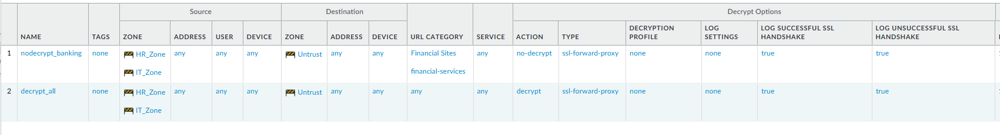 Source Destination Decrypt Options
NAME TAGS ZONE ADDRESS USER DEVICE ZONE ADDRESS DEVICE URL CATEGORY SERVICE ACTION TYPE DECRYPTION PROFILE LOG SETTINGS LOG SUCCESSFUL SSL HANDSHAKE LOG UNSUCCESSFUL SSL HANDSHAKE
1 nodecrypt_banking none HR_Zone any any any Untrust any any Financial Sites any no-decrypt ssl-forward-proxy none none true true
IT_Zone financial-services
2 decrypt_all none HR_Zone any any any Untrust any any any any decrypt ssl-forward-proxy none none true true
IT_Zone